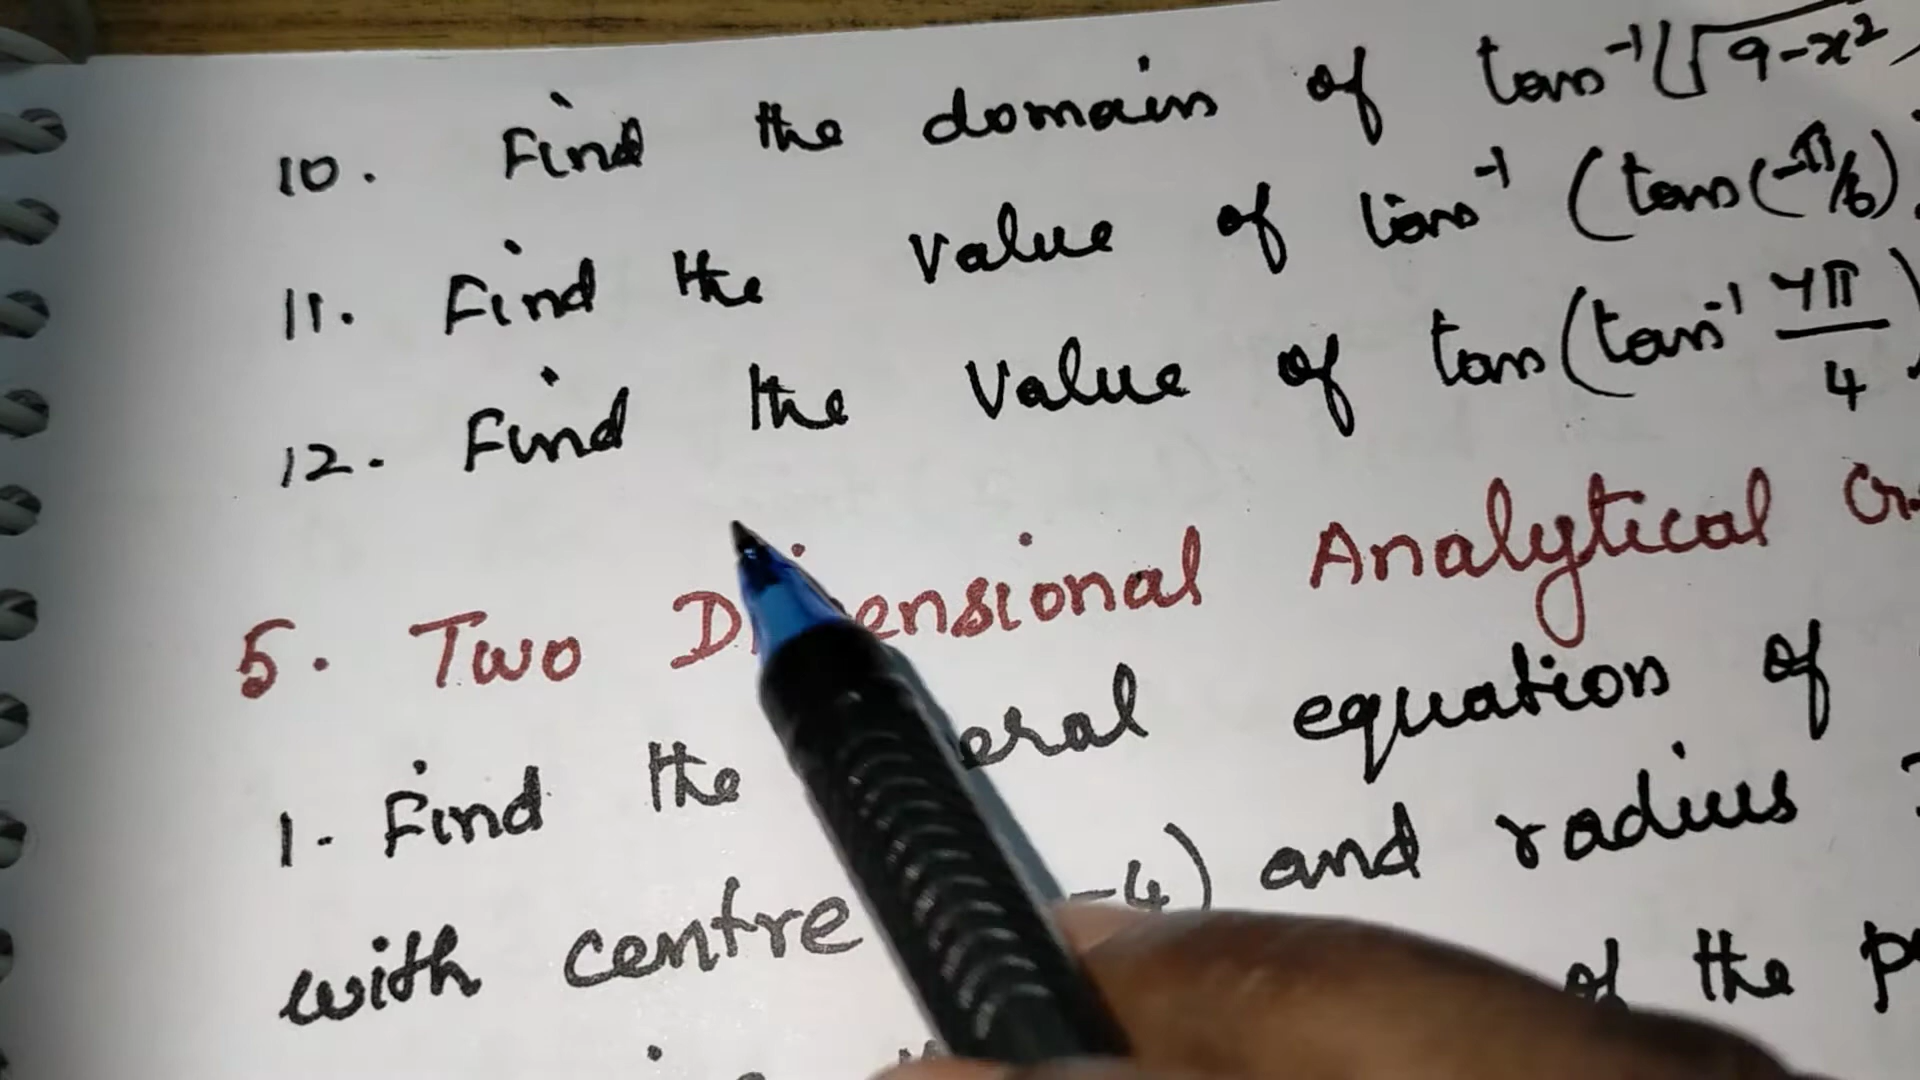 10. Find the domain of tan⁻¹(√9-x²)
11. Find the value of tan⁻¹ (tan(-π/6)
12. Find the value of tan(tan⁻¹ 7π/4)
5. Two Dimensional Analytical
1. Find the equation of
with centre -4) and radius
of the